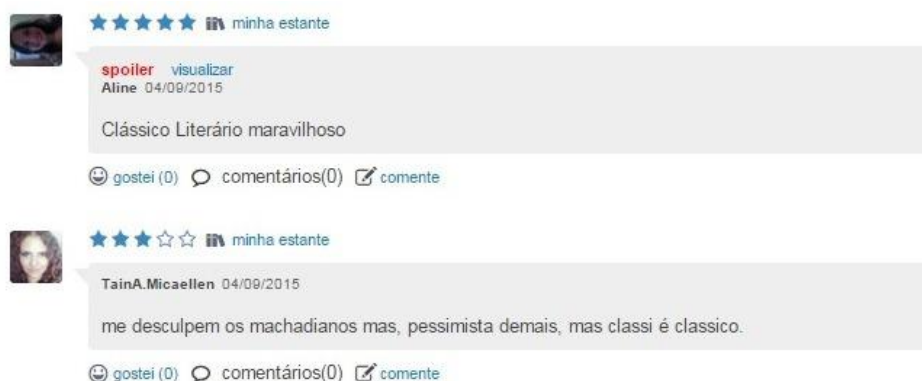 minha estante
spoiler visualizar
Aline 04/09/2015
Clássico Literário maravilhoso
gostei (0) comentários(0) comente
minha estante
TainA.Micaellen 04/09/2015
me desculpem os machadianos mas, pessimista demais, mas classi é classico.
gostei (0) comentários(0) comente